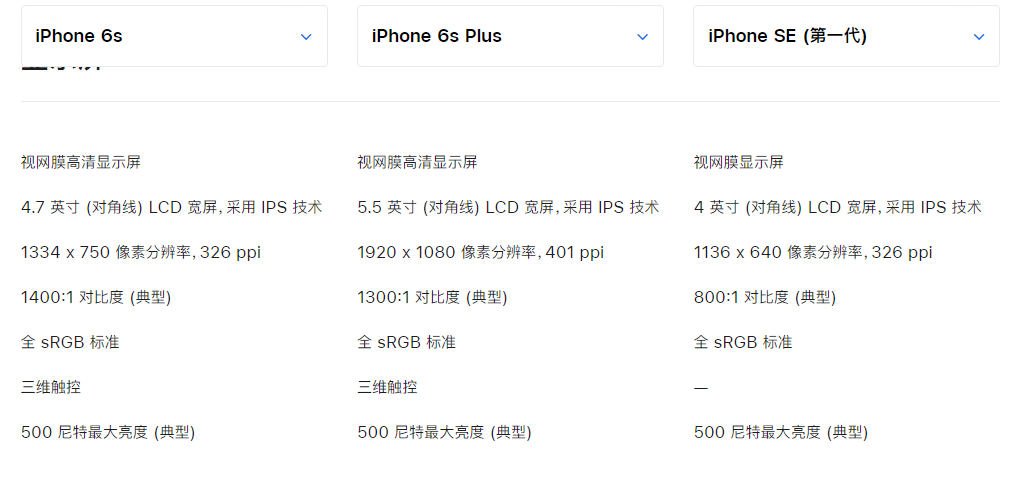 iPhone 6s iPhone 6s Plus iPhone SE (第一代)
视网膜高清显示屏 视网膜高清显示屏 视网膜显示屏
4.7 英寸 (对角线) LCD 宽屏, 采用 IPS 技术 5.5 英寸 (对角线) LCD 宽屏, 采用 IPS 技术 4 英寸 (对角线) LCD 宽屏, 采用 IPS 技术
1334 x 750 像素分辨率, 326 ppi 1920 x 1080 像素分辨率, 401 ppi 1136 x 640 像素分辨率, 326 ppi
1400:1 对比度 (典型) 1300:1 对比度 (典型) 800:1 对比度 (典型)
全 sRGB 标准 全 sRGB 标准 全 sRGB 标准
三维触控 三维触控 —
500 尼特最大亮度 (典型) 500 尼特最大亮度 (典型) 500 尼特最大亮度 (典型)